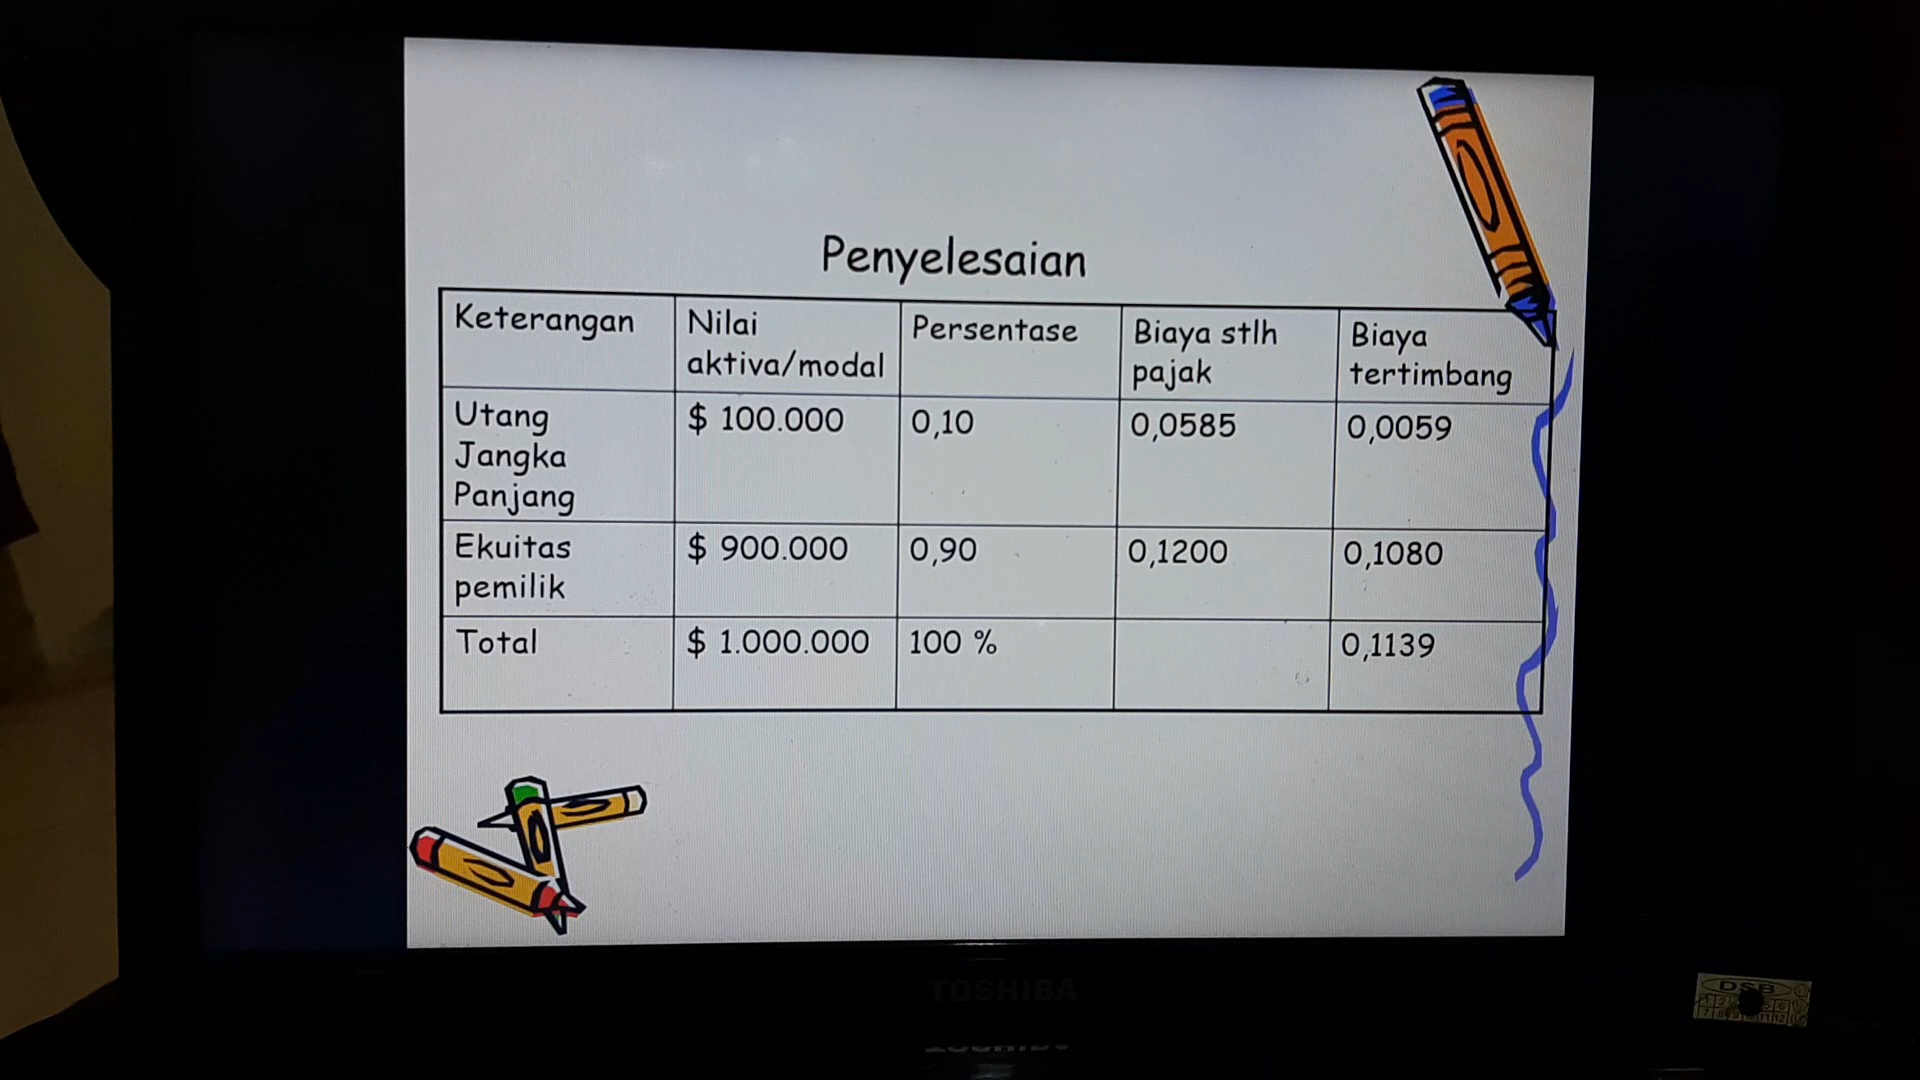 Penyelesaian
Keterangan
Nilai
aktiva/modal
Persentase
Biaya stlh
pajak
Biaya
tertimbang
Utang
Jangka
Panjang
$ 100.000
0,10
0,0585
0,0059
Ekuitas
pemilik
$ 900.000
0,90
0,1200
0,1080
Total
$ 1.000.000
100 %
0,1139
TOSHIBA
DSB